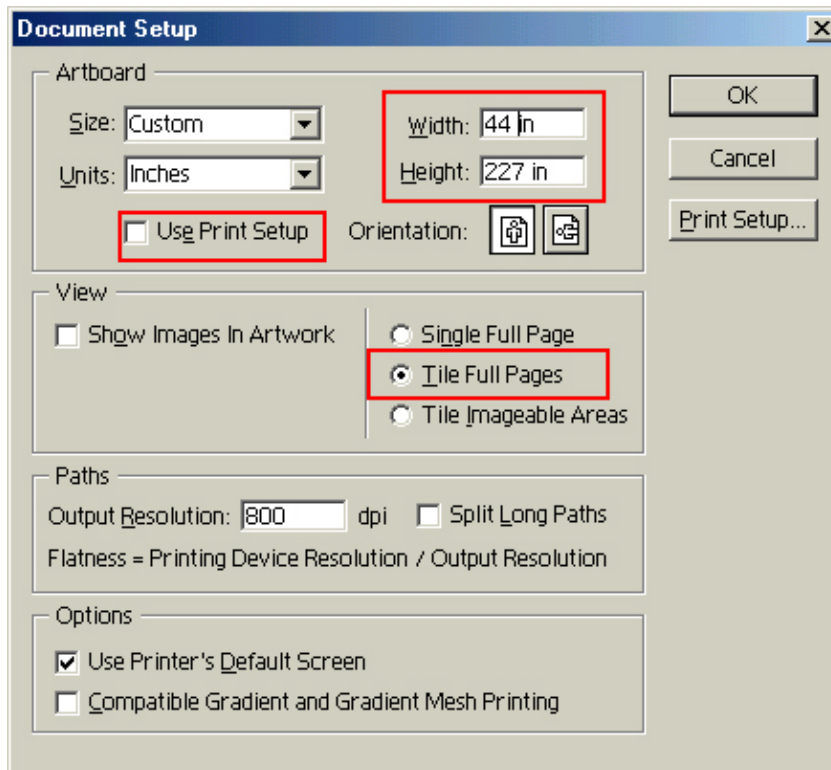 Document Setup
Artboard
Size: Custom
Width: 44 in
OK
Units: Inches
Height: 227 in
Cancel
Use Print Setup
Orientation:
Print Setup...
View
Show Images In Artwork
Single Full Page
Tile Full Pages
Tile Imageable Areas
Paths
Output Resolution: 800 dpi
Split Long Paths
Flatness = Printing Device Resolution / Output Resolution
Options
Use Printer's Default Screen
Compatible Gradient and Gradient Mesh Printing